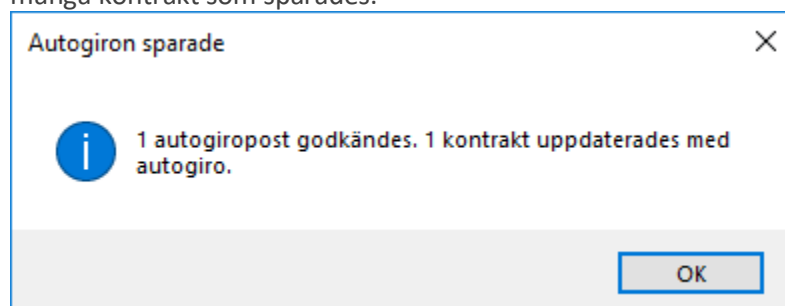 många kontrakt som sparades.
Autogiron sparade
1 autogiropost godkändes. 1 kontrakt uppdaterades med
autogiro.
OK